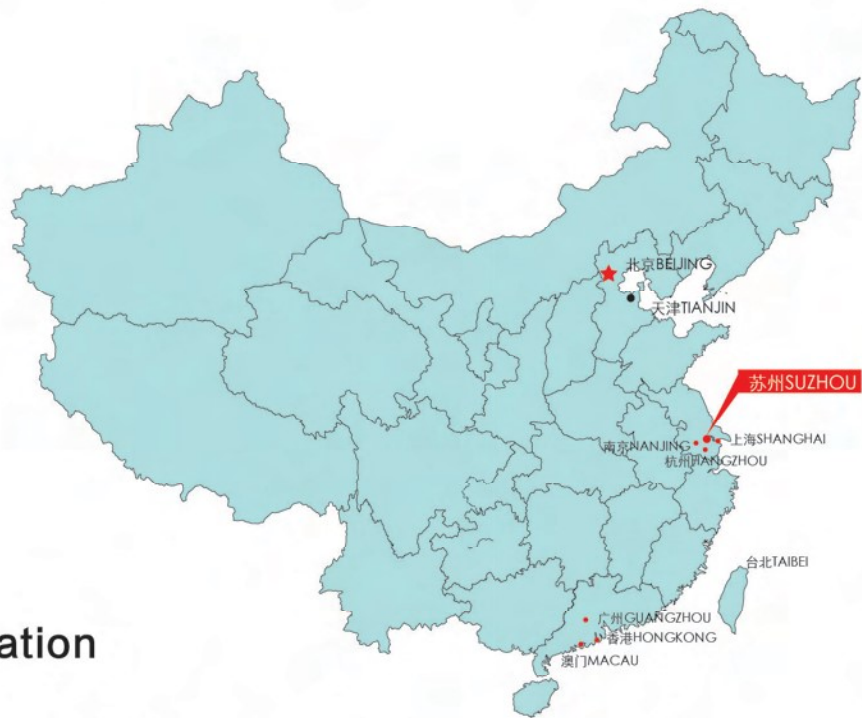 北京BEIJING
天津TIANJIN
苏州SUZHOU
南京NANJING
上海SHANGHAI
杭州HANGZHOU
台北TAIBEI
广州GUANGZHOU
香港HONGKONG
澳门MACAU
ation